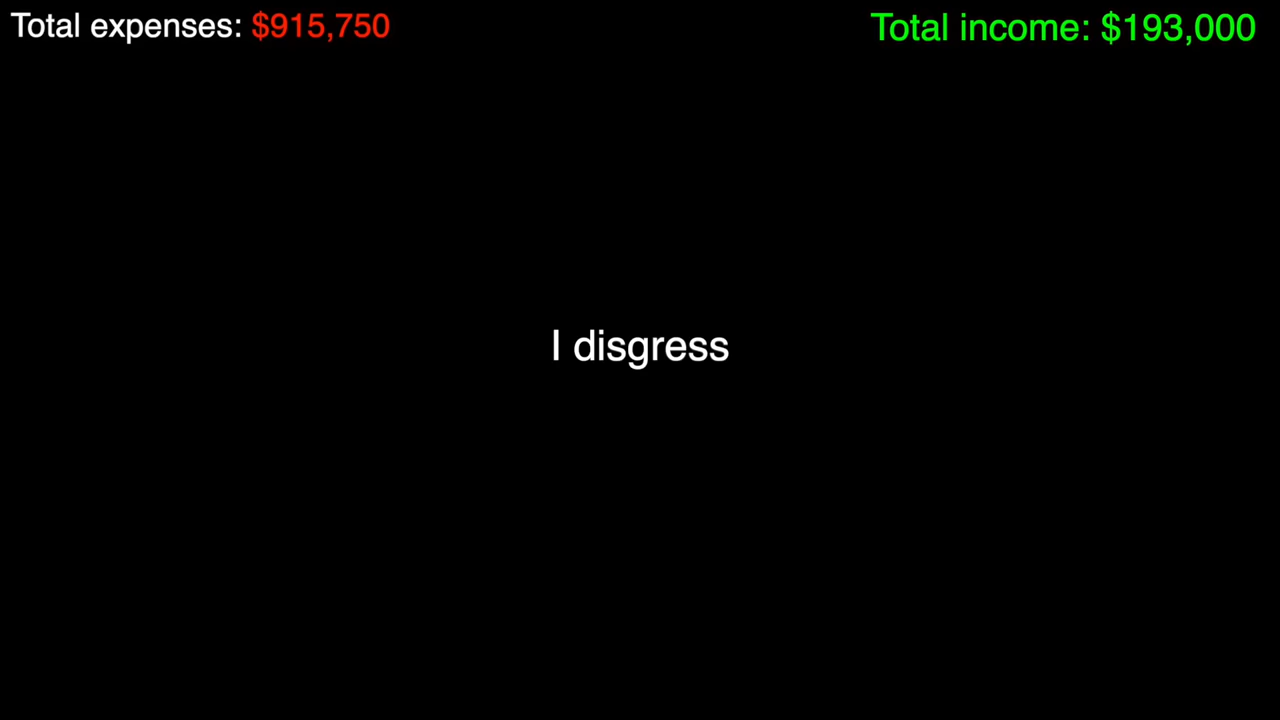 Total expenses: $915,750
Total income: $193,000
I disgress